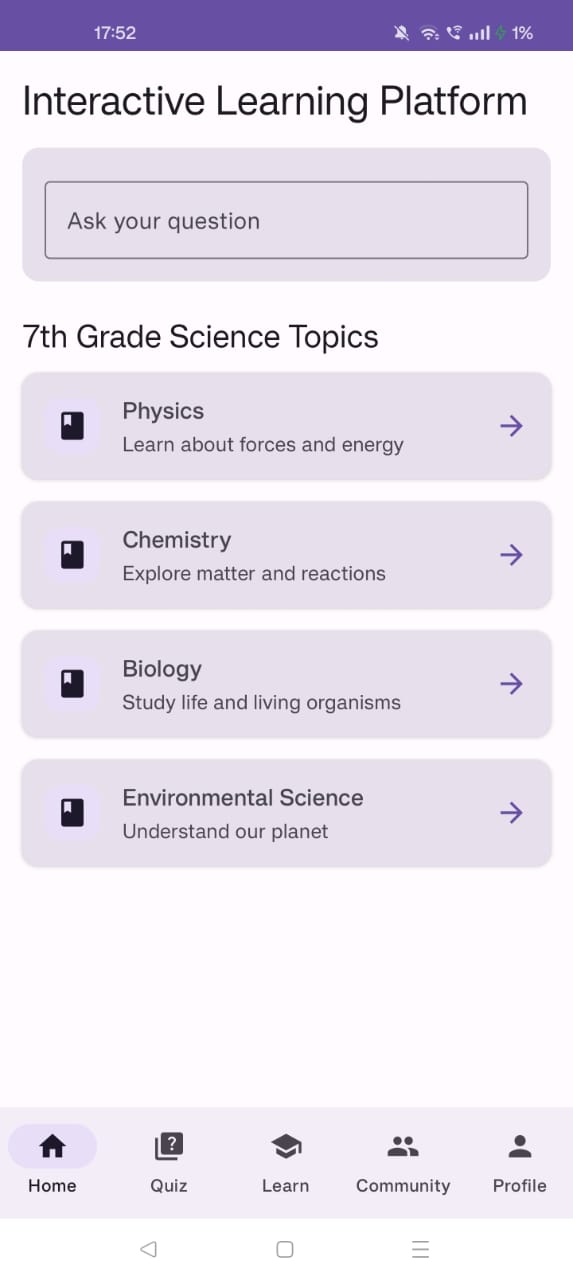 17:52
1%
Interactive Learning Platform
Ask your question
7th Grade Science Topics
Physics
Learn about forces and energy
Chemistry
Explore matter and reactions
Biology
Study life and living organisms
Environmental Science
Understand our planet
Home
Quiz
Learn
Community
Profile